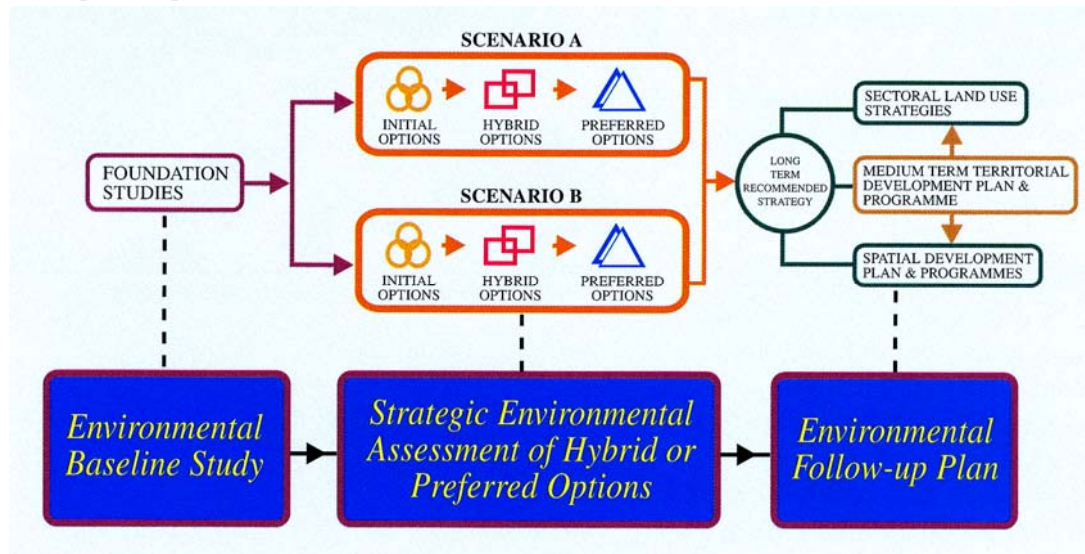 SCENARIO A
INITIAL
OPTIONS
HYBRID
OPTIONS
PREFERRED
OPTIONS
FOUNDATION
STUDIES
SCENARIO B
INITIAL
OPTIONS
HYBRID
OPTIONS
PREFERRED
OPTIONS
LONG
TERM
RECOMMENDED
STRATEGY
SECTORAL LAND USE
STRATEGIES
MEDIUM TERM TERRITORIAL
DEVELOPMENT PLAN &
PROGRAMME
SPATIAL DEVELOPMENT
PLAN & PROGRAMMES
Environmental
Baseline Study
Strategic Environmental
Assessment of Hybrid or
Preferred Options
Environmental
Follow-up Plan